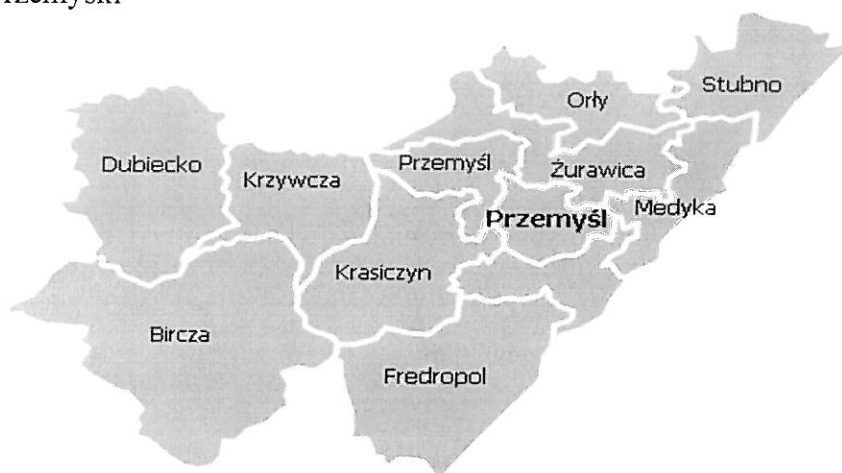 Stubno
Orły
Dubiecko
Przemyśl
Żurawica
Krzywcza
Medyka
Przemyśl
Krasiczyn
Bircza
Fredropol